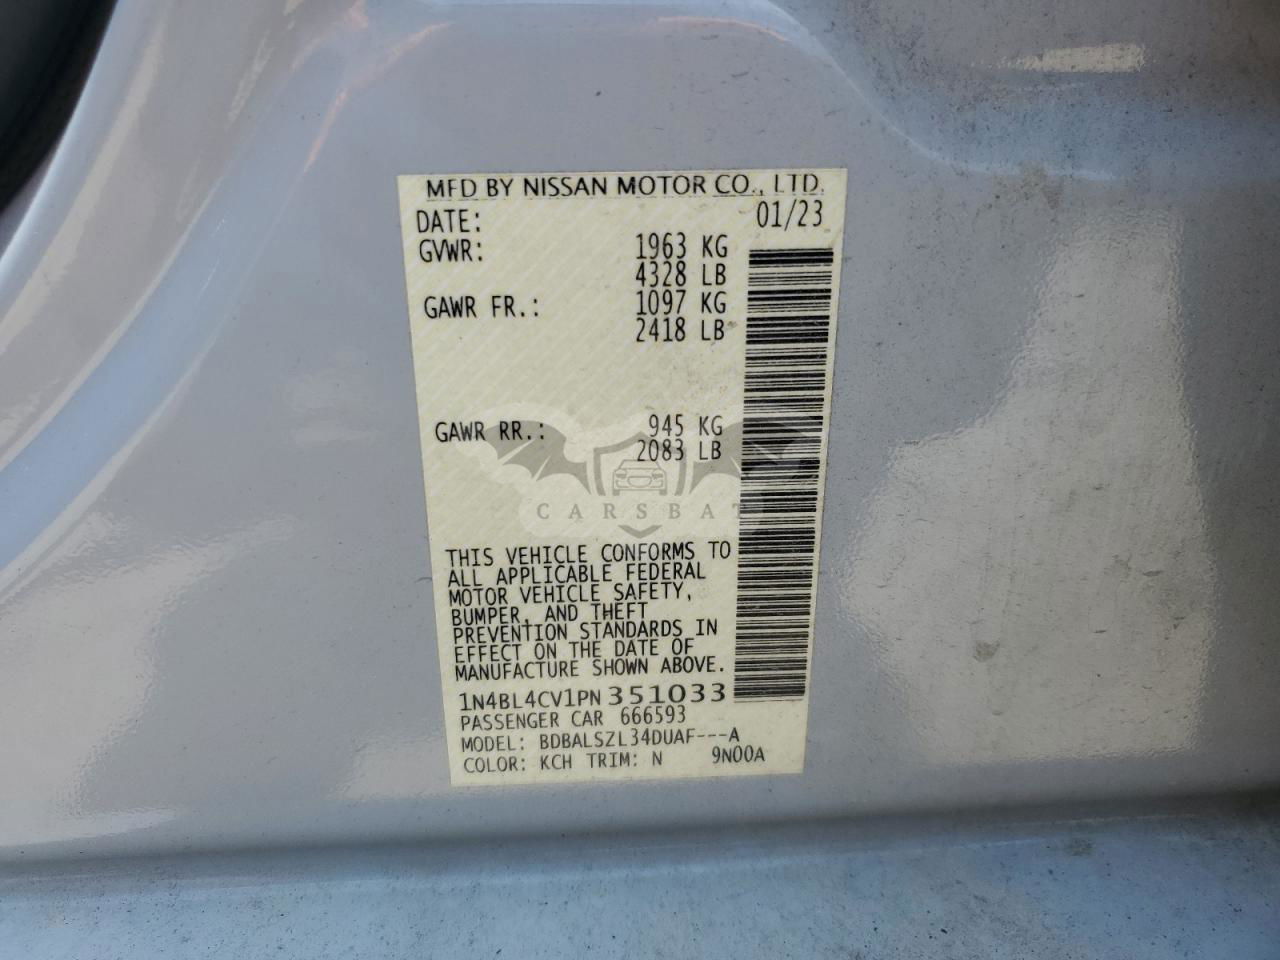 MFD BY NISSAN MOTOR CO., LTD.
DATE: 01/23
GVWR: 1963 KG
4328 LB
GAWR FR.: 1097 KG
2418 LB
GAWR RR.: 945 KG
2083 LB
CARSBAT
THIS VEHICLE CONFORMS TO
ALL APPLICABLE FEDERAL
MOTOR VEHICLE SAFETY,
BUMPER, AND THEFT
PREVENTION STANDARDS IN
EFFECT ON THE DATE OF
MANUFACTURE SHOWN ABOVE.
1N4BL4CV1PN351033
PASSENGER CAR 666593
MODEL: BDBALSZL34DUAF---A
COLOR: KCH TRIM: N 9N00A